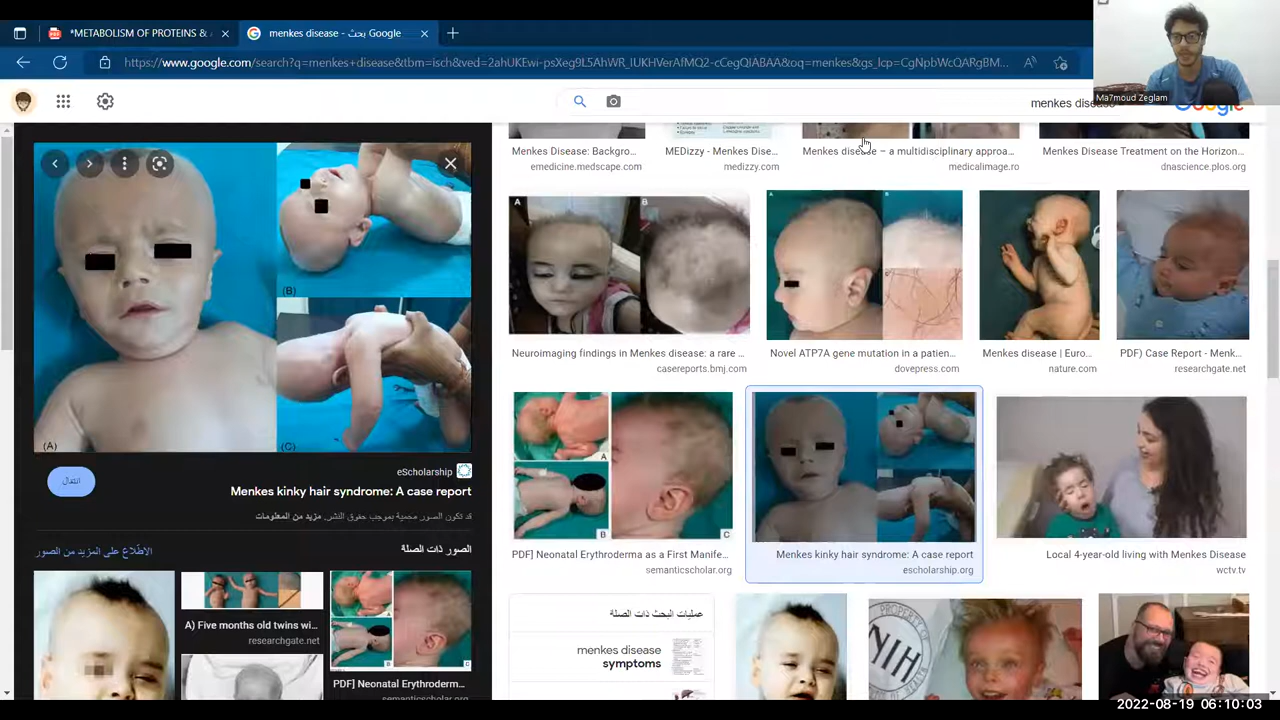 *METABOLISM OF PROTEINS &
menkes disease - بحث Google
https://www.google.com/search?q=menkes+disease&tbm=isch&ved=2ahUKEwi-psXeg9L5AhWR_IUKHVerAfMQ2-cCegQIABAA&oq=menkes&gs_lcp=CgNpbWcQARgBM...
Ma7moud Zeglam
menkes disease
Menkes Disease: Backgro...
emedicine.medscape.com
MEDizzy - Menkes Dise...
medizzy.com
Menkes disease – a multidisciplinary approa...
medicalimage.ro
Menkes Disease Treatment on the Horizon...
dnascience.plos.org
(A)
(B)
(C)
eScholarship
انتقال
Menkes kinky hair syndrome: A case report
قد تكون الصور محمية بموجب حقوق النشر. مزيد من المعلومات
الصور ذات الصلة
الاطّلاع على المزيد من الصور
A) Five months old twins wi...
researchgate.net
PDF] Neonatal Erythroderm...
semanticscholar.org
A
B
Neuroimaging findings in Menkes disease: a rare ...
casereports.bmj.com
Novel ATP7A gene mutation in a patien...
dovepress.com
Menkes disease | Euro...
nature.com
PDF) Case Report - Menk...
researchgate.net
A
B
C
PDF] Neonatal Erythroderma as a First Manife...
semanticscholar.org
Menkes kinky hair syndrome: A case report
escholarship.org
Local 4-year-old living with Menkes Disease
wctv.tv
عمليات البحث ذات الصلة
menkes disease
symptoms
2022-08-19 06:10:03